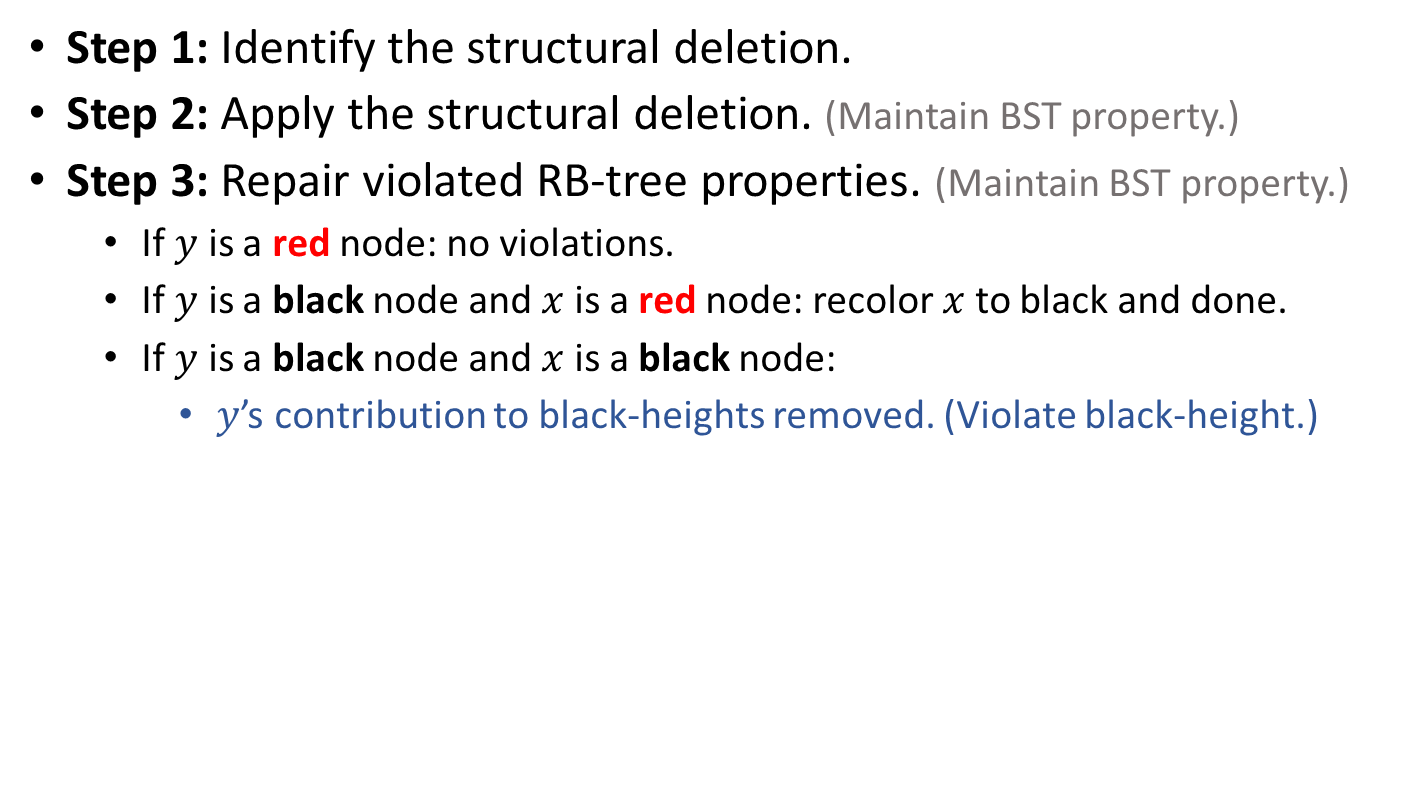 • Step 1: Identify the structural deletion.
• Step 2: Apply the structural deletion. (Maintain BST property.)
• Step 3: Repair violated RB-tree properties. (Maintain BST property.)
• If 𝑦 is a red node: no violations.
• If 𝑦 is a black node and 𝑥 is a red node: recolor 𝑥 to black and done.
• If 𝑦 is a black node and 𝑥 is a black node:
• 𝑦’s contribution to black-heights removed. (Violate black-height.)